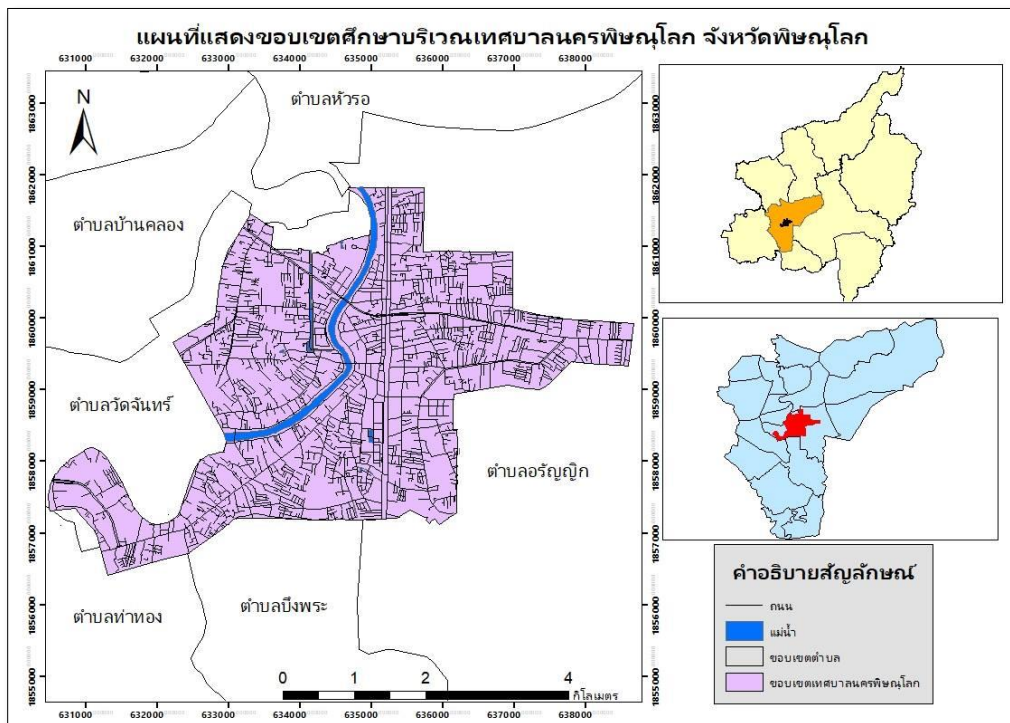 แผนที่แสดงขอบเขตศึกษาบริเวณเทศบาลนครพิษณุโลก จังหวัดพิษณุโลก
631000 632000 633000 634000 635000 636000 637000 638000
N
ตำบลหัวรอ
ตำบลบ้านคลอง
ตำบลวัดจันทร์
ตำบลอรัญญิก
ตำบลท่าทอง
ตำบลบึงพระ
0 1 2 4
กิโลเมตร
1863000
1862000
1861000
1860000
1859000
1858000
1857000
1856000
1855000
1863000
1862000
1861000
1860000
1859000
1858000
1857000
1856000
1855000
631000 632000 633000 634000 635000 636000 637000 638000
คำอธิบายสัญลักษณ์
ถนน
แม่น้ำ
ขอบเขตตำบล
ขอบเขตเทศบาลนครพิษณุโลก